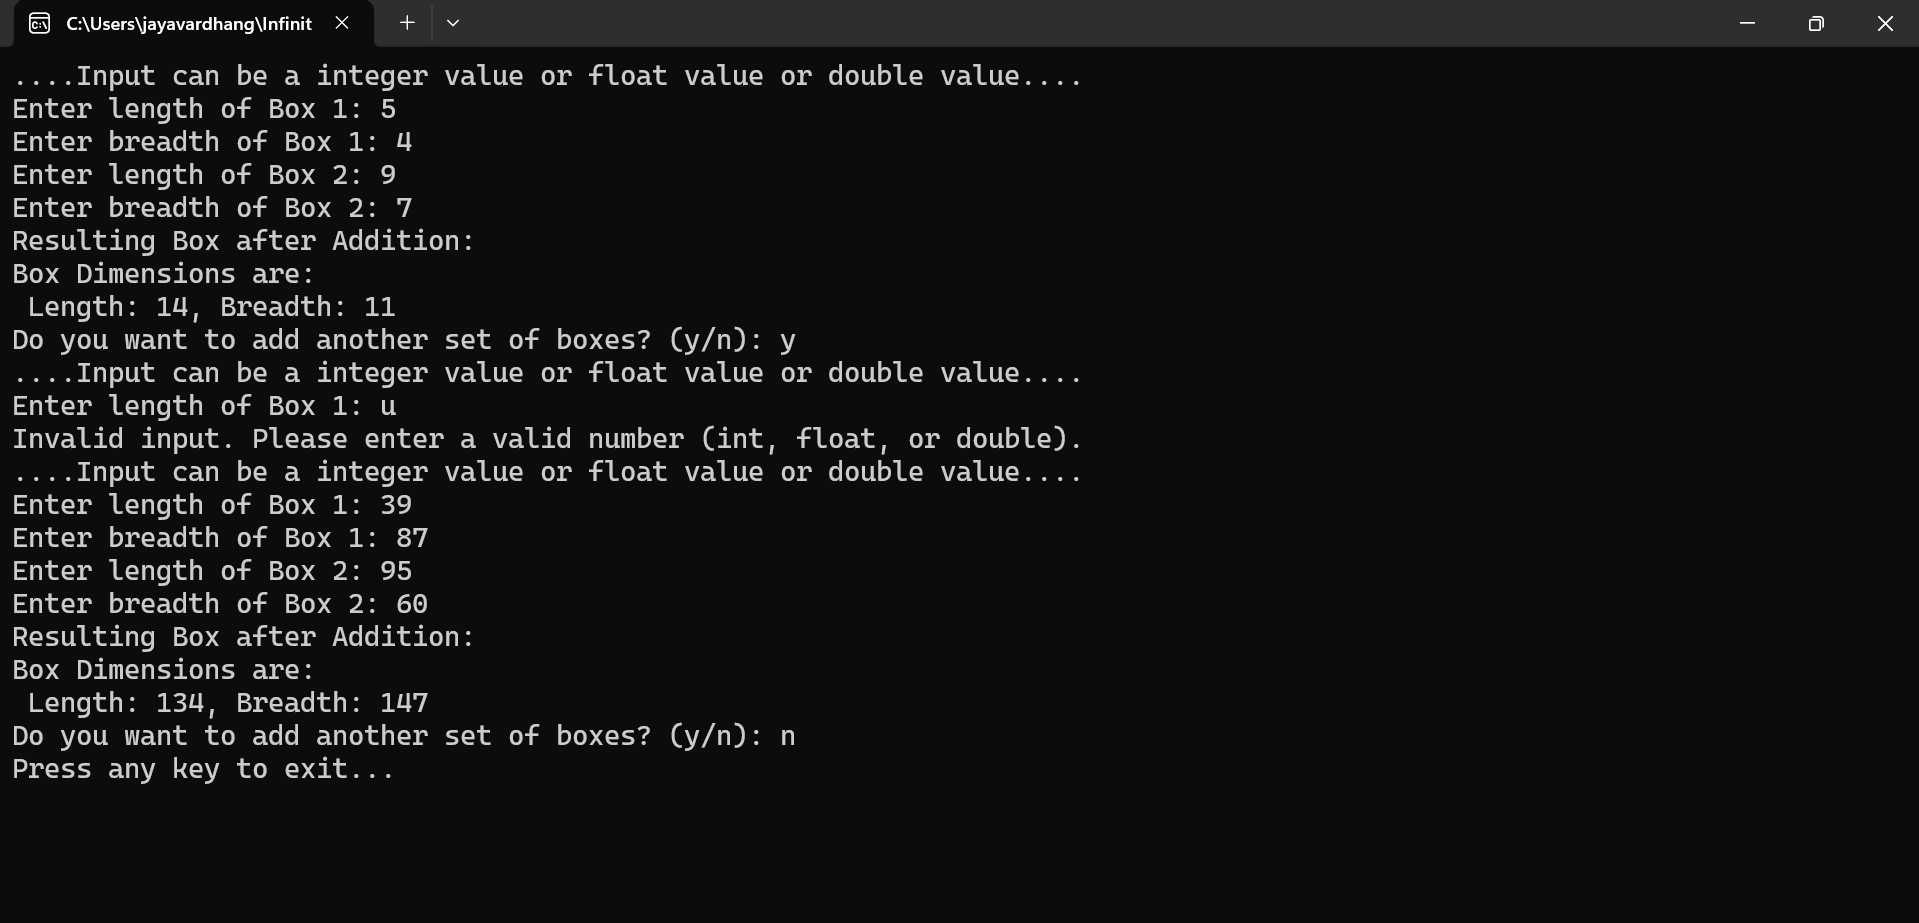 C:\Users\jayavardhang\Infinit
....Input can be a integer value or float value or double value....
Enter length of Box 1: 5
Enter breadth of Box 1: 4
Enter length of Box 2: 9
Enter breadth of Box 2: 7
Resulting Box after Addition:
Box Dimensions are:
 Length: 14, Breadth: 11
Do you want to add another set of boxes? (y/n): y
....Input can be a integer value or float value or double value....
Enter length of Box 1: u
Invalid input. Please enter a valid number (int, float, or double).
....Input can be a integer value or float value or double value....
Enter length of Box 1: 39
Enter breadth of Box 1: 87
Enter length of Box 2: 95
Enter breadth of Box 2: 60
Resulting Box after Addition:
Box Dimensions are:
 Length: 134, Breadth: 147
Do you want to add another set of boxes? (y/n): n
Press any key to exit...